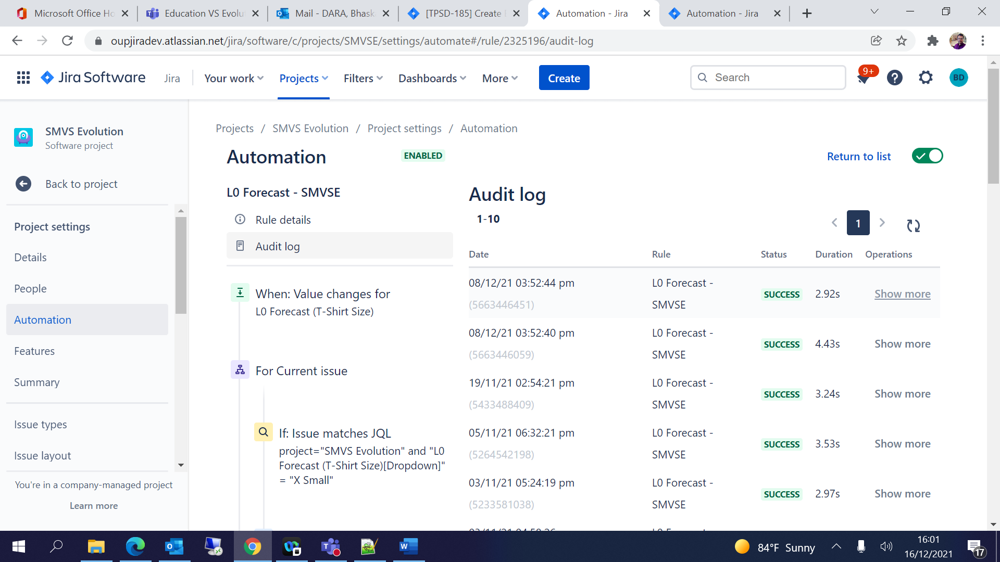 Microsoft Office Ho
Education VS Evolu
Mail - DARA, Bhask
[TPSD-185] Create
Automation - Jira
Automation - Jira
oupjiradev.atlassian.net/jira/software/c/projects/SMVSE/settings/automate#/rule/2325196/audit-log
Jira Software
Jira
Your work
Projects
Filters
Dashboards
More
Create
Search
9+
BD
SMVS Evolution
Software project
Back to project
Project settings
Details
People
Automation
Features
Summary
Issue types
Issue layout
You're in a company-managed project
Learn more
Projects / SMVS Evolution / Project settings / Automation
Automation
ENABLED
Return to list
L0 Forecast - SMVSE
Rule details
Audit log
When: Value changes for
L0 Forecast (T-Shirt Size)
For Current issue
If: Issue matches JQL
project="SMVS Evolution" and "L0
Forecast (T-Shirt Size)[Dropdown]"
= "X Small"
Audit log
1-10
1
Date Rule Status Duration Operations
08/12/21 03:52:44 pm L0 Forecast -
(5663446451) SMVSE SUCCESS 2.92s Show more
08/12/21 03:52:40 pm L0 Forecast -
(5663446059) SMVSE SUCCESS 4.43s Show more
19/11/21 02:54:21 pm L0 Forecast -
(5433488409) SMVSE SUCCESS 3.24s Show more
05/11/21 06:32:21 pm L0 Forecast -
(5264542198) SMVSE SUCCESS 3.53s Show more
03/11/21 05:24:19 pm L0 Forecast -
(5233581038) SMVSE SUCCESS 2.97s Show more
84°F Sunny
16:01
16/12/2021
17